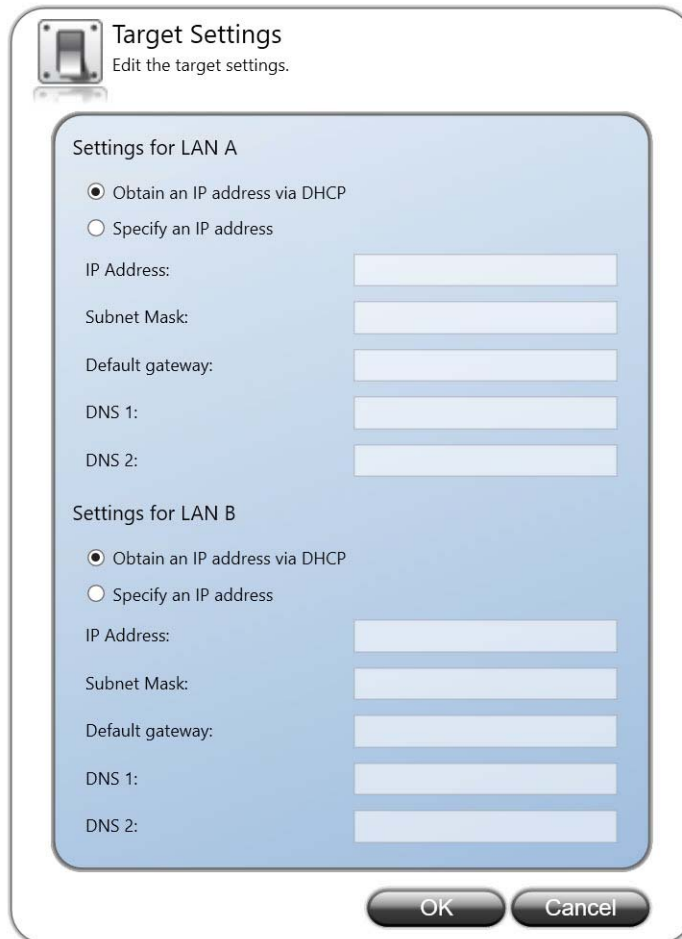 Target Settings
Edit the target settings.
Settings for LAN A
Obtain an IP address via DHCP
Specify an IP address
IP Address:
Subnet Mask:
Default gateway:
DNS 1:
DNS 2:
Settings for LAN B
Obtain an IP address via DHCP
Specify an IP address
IP Address:
Subnet Mask:
Default gateway:
DNS 1:
DNS 2:
OK
Cancel